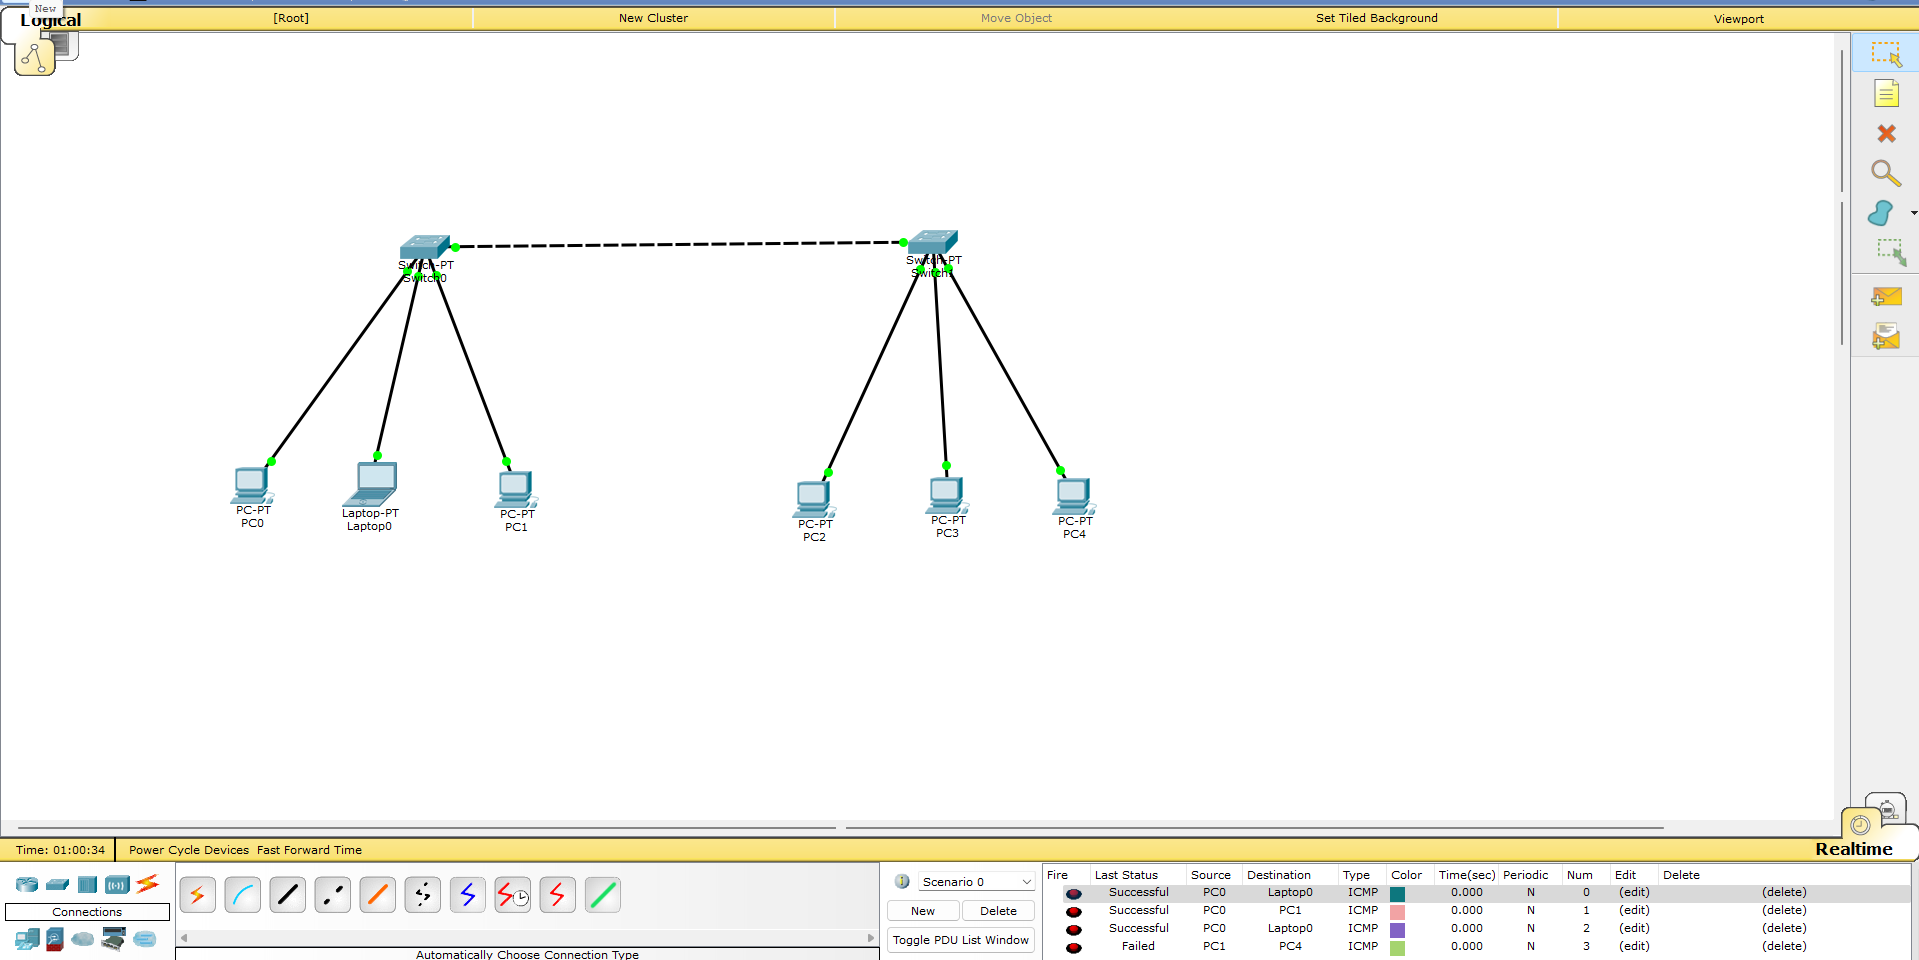 New
Logical
[Root]
New Cluster
Move Object
Set Tiled Background
Viewport
Switch-PT
Switch0
Switch-PT
Switch1
PC-PT
PC0
Laptop-PT
Laptop0
PC-PT
PC1
PC-PT
PC2
PC-PT
PC3
PC-PT
PC4
Time: 01:00:34
Power Cycle Devices Fast Forward Time
Realtime
Connections
Automatically Choose Connection Type
Scenario 0
New
Delete
Toggle PDU List Window
Fire Last Status Source Destination Type Color Time(sec) Periodic Num Edit Delete
Successful PC0 Laptop0 ICMP 0.000 N 0 (edit) (delete)
Successful PC0 PC1 ICMP 0.000 N 1 (edit) (delete)
Successful PC0 Laptop0 ICMP 0.000 N 2 (edit) (delete)
Failed PC1 PC4 ICMP 0.000 N 3 (edit) (delete)